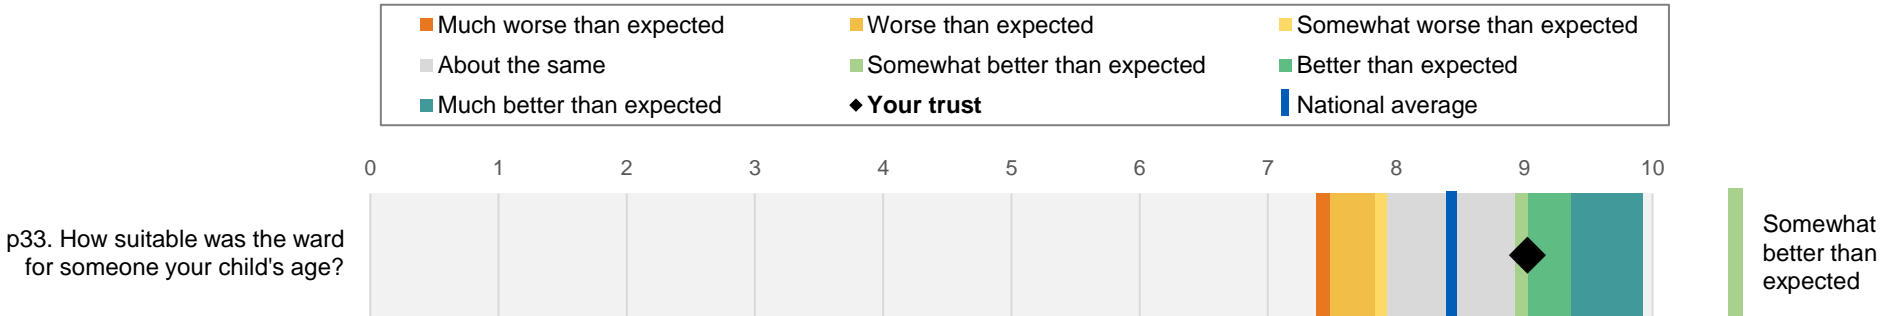 Much worse than expected
Worse than expected
Somewhat worse than expected
About the same
Somewhat better than expected
Better than expected
Much better than expected
Your trust
National average
0 1 2 3 4 5 6 7 8 9 10
p33. How suitable was the ward
for someone your child's age?
Somewhat
better than
expected